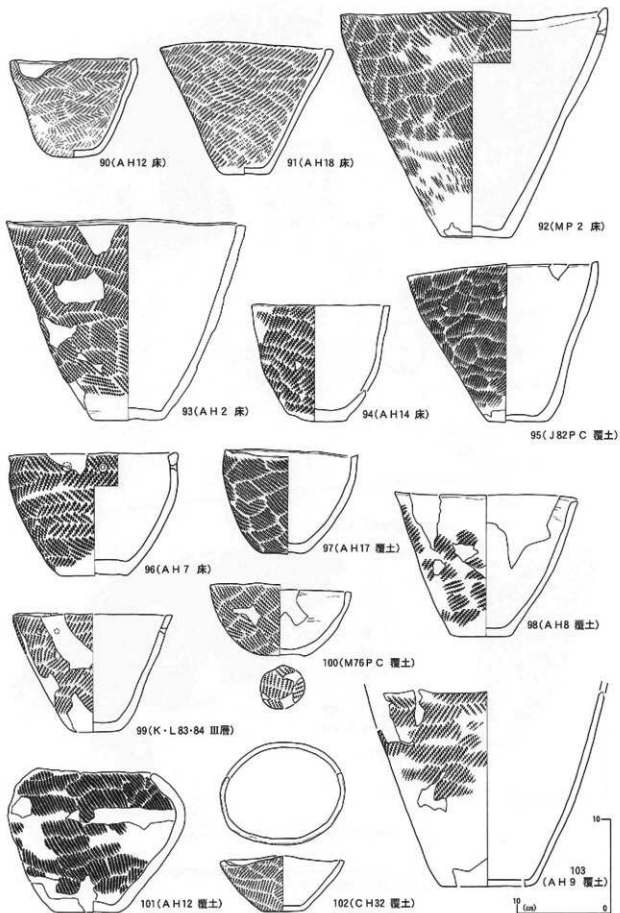 90(AH12 床)
91(AH18 床)
92(MP2 床)
93(AH2 床)
94(AH14 床)
95(J82PC 覆土)
96(AH7 床)
97(AH17 覆土)
98(AH8 覆土)
99(K・L83・84 Ⅲ層)
100(M76PC 覆土)
101(AH12 覆土)
102(CH32 覆土)
103
(AH9 覆土)
10
10
(cm)
0